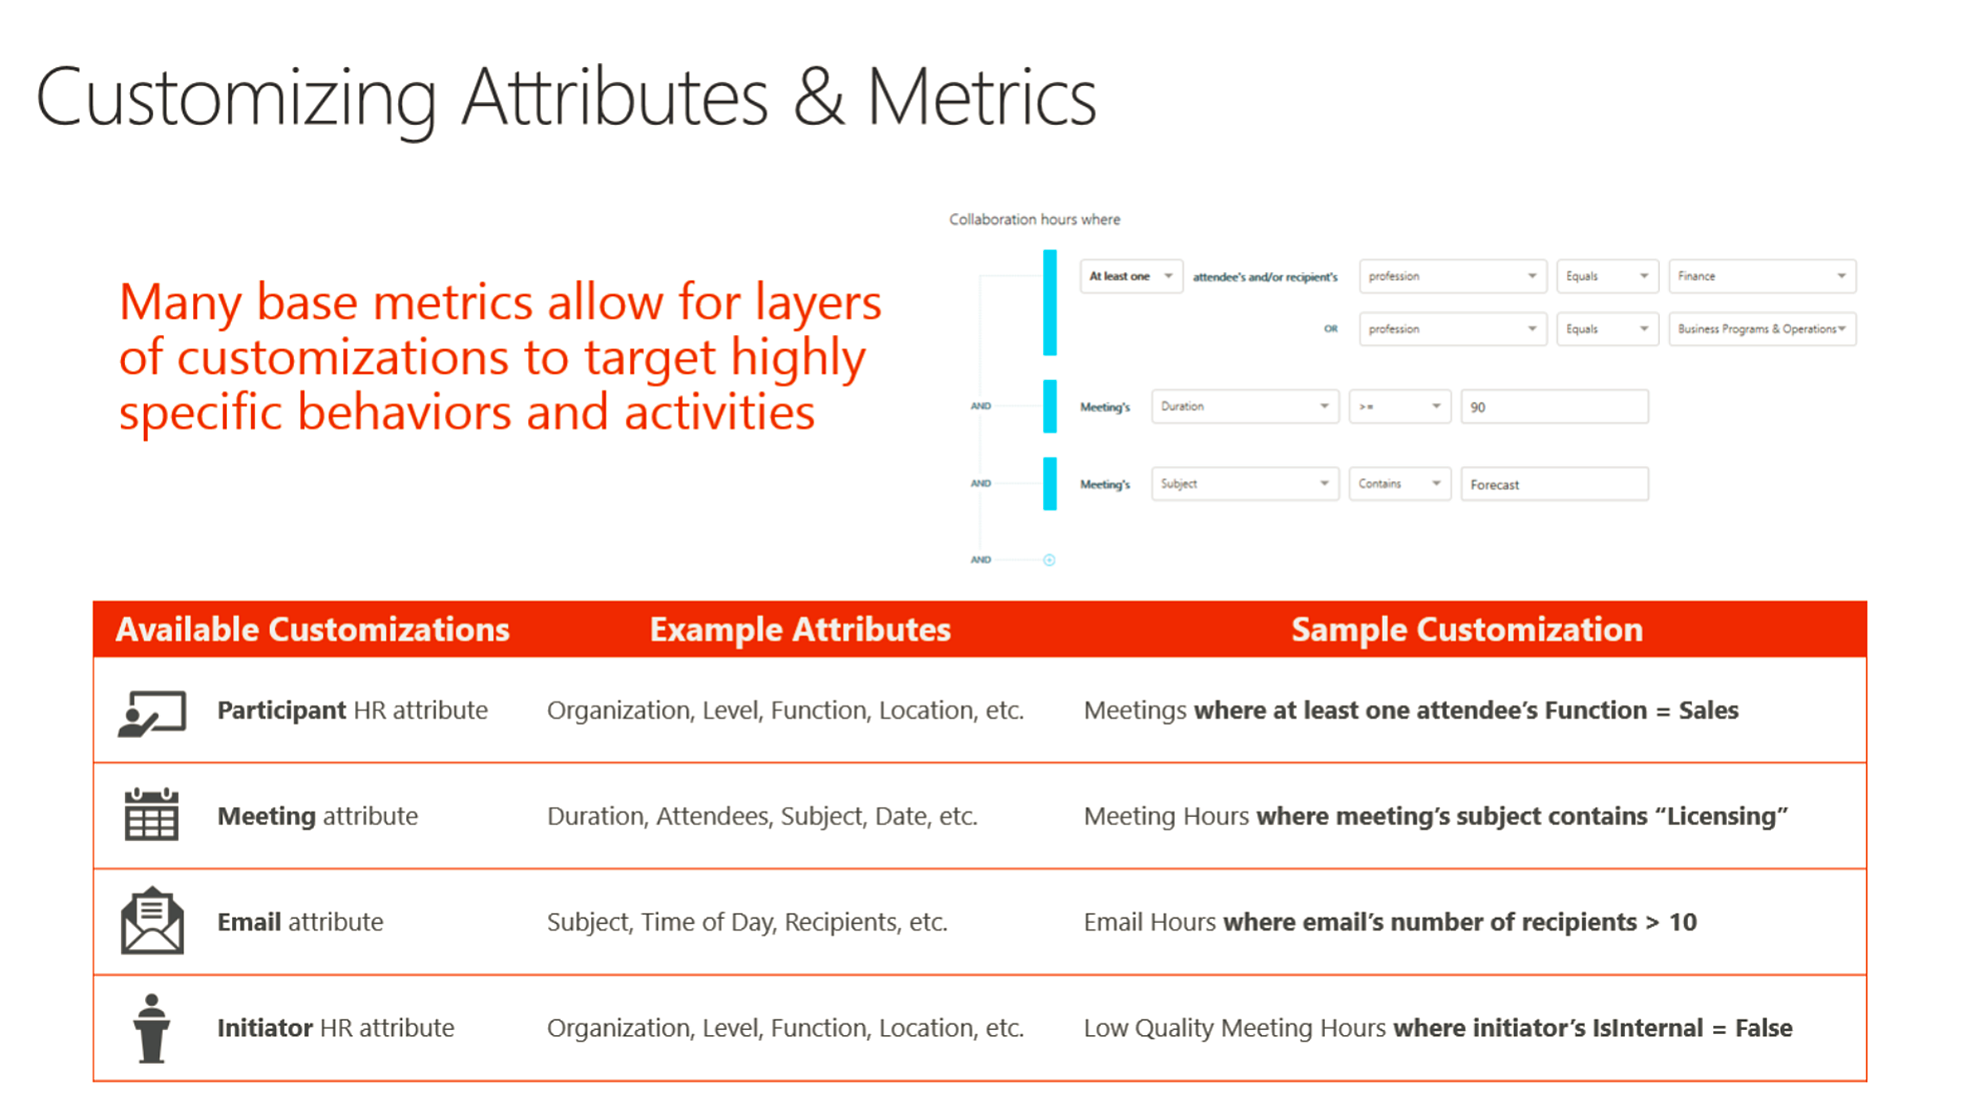 Customizing Attributes & Metrics
Many base metrics allow for layers
of customizations to target highly
specific behaviors and activities
Collaboration hours where
At least one attendee's and/or recipient's profession Equals Finance
OR profession Equals Business Programs & Operations
AND Meeting's Duration >= 90
AND Meeting's Subject Contains Forecast
AND
Available Customizations Example Attributes Sample Customization
Participant HR attribute Organization, Level, Function, Location, etc. Meetings where at least one attendee’s Function = Sales
Meeting attribute Duration, Attendees, Subject, Date, etc. Meeting Hours where meeting’s subject contains “Licensing”
Email attribute Subject, Time of Day, Recipients, etc. Email Hours where email’s number of recipients > 10
Initiator HR attribute Organization, Level, Function, Location, etc. Low Quality Meeting Hours where initiator’s IsInternal = False